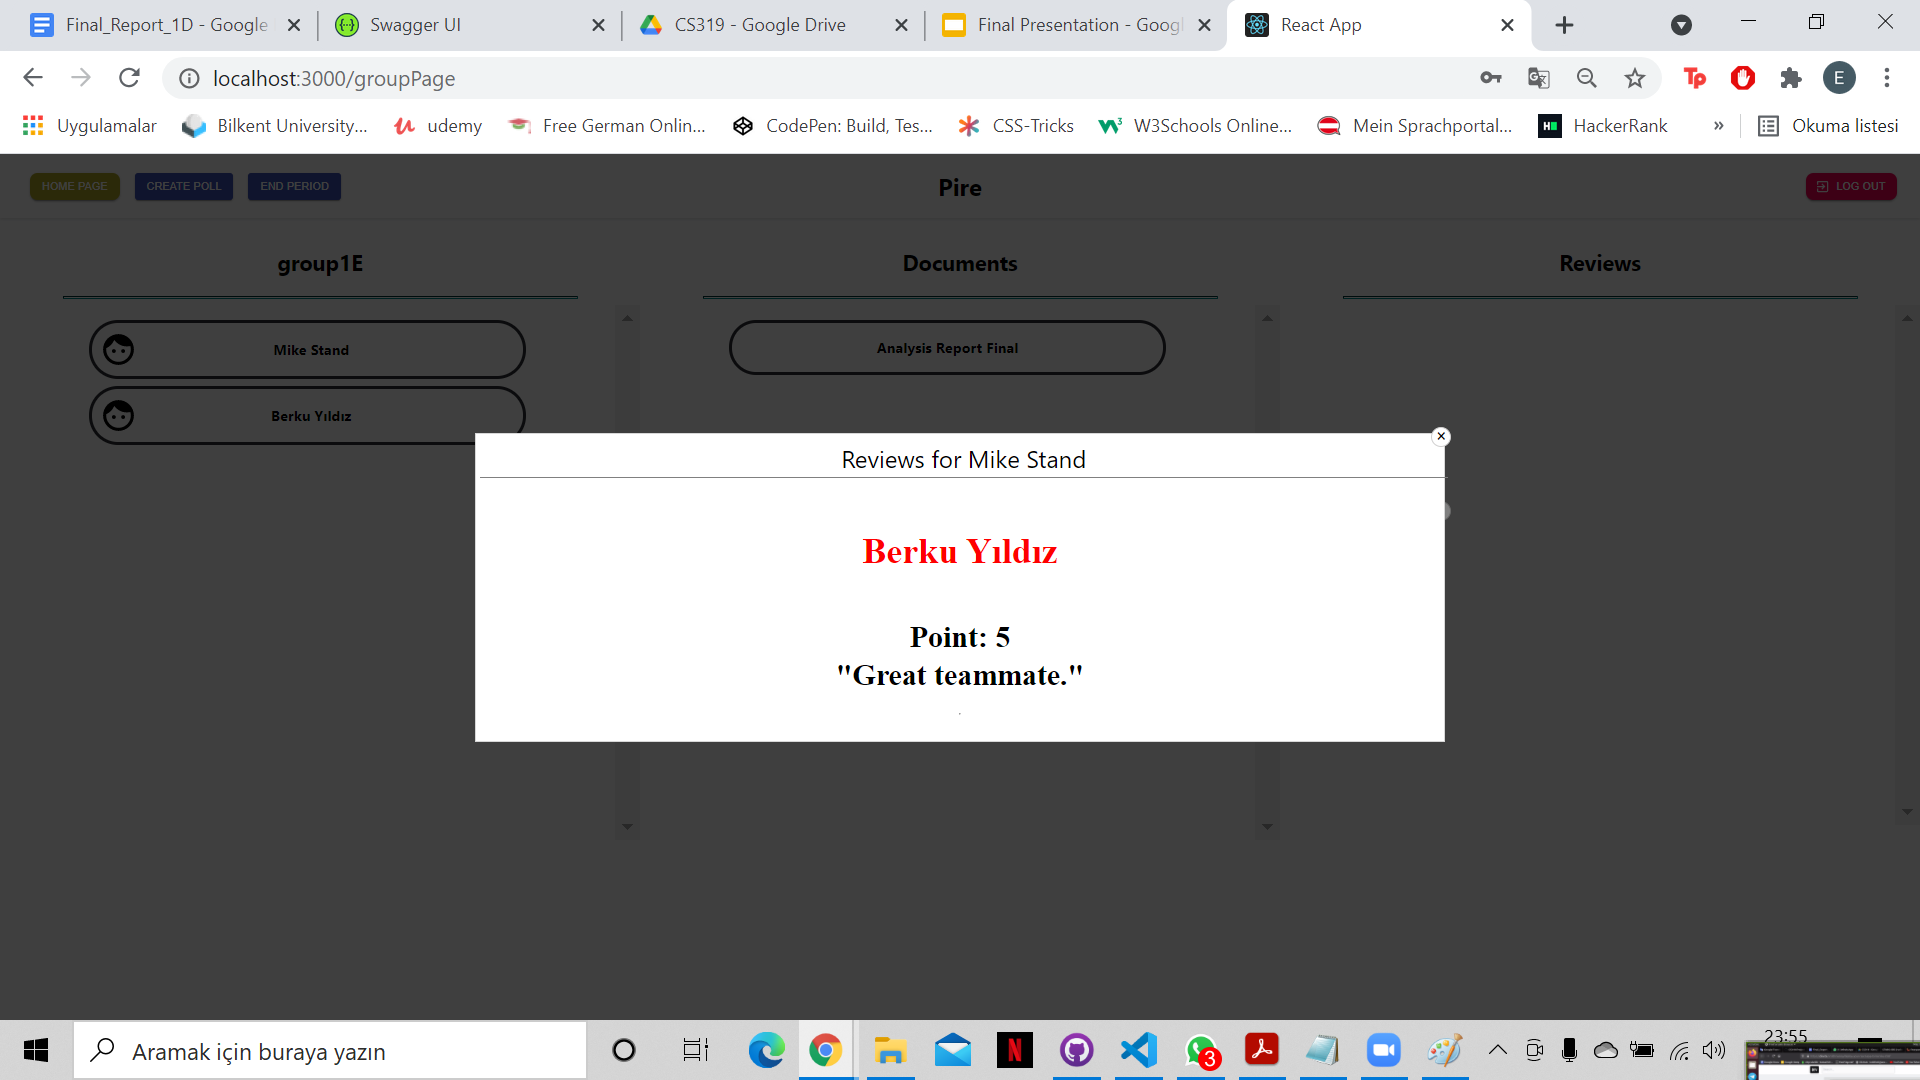 Final_Report_1D - Google
Swagger UI
CS319 - Google Drive
Final Presentation - Googl
React App
localhost:3000/groupPage
E
Uygulamalar
Bilkent University...
udemy
Free German Onlin...
CodePen: Build, Tes...
CSS-Tricks
W3Schools Online...
Mein Sprachportal...
HackerRank
»
Okuma listesi
HOME PAGE
CREATE POLL
END PERIOD
Pire
LOG OUT
group1E
Documents
Reviews
Mike Stand
Analysis Report Final
Berku Yıldız
Reviews for Mike Stand
Berku Yıldız
Point: 5
"Great teammate."
Aramak için buraya yazın
3
23:55